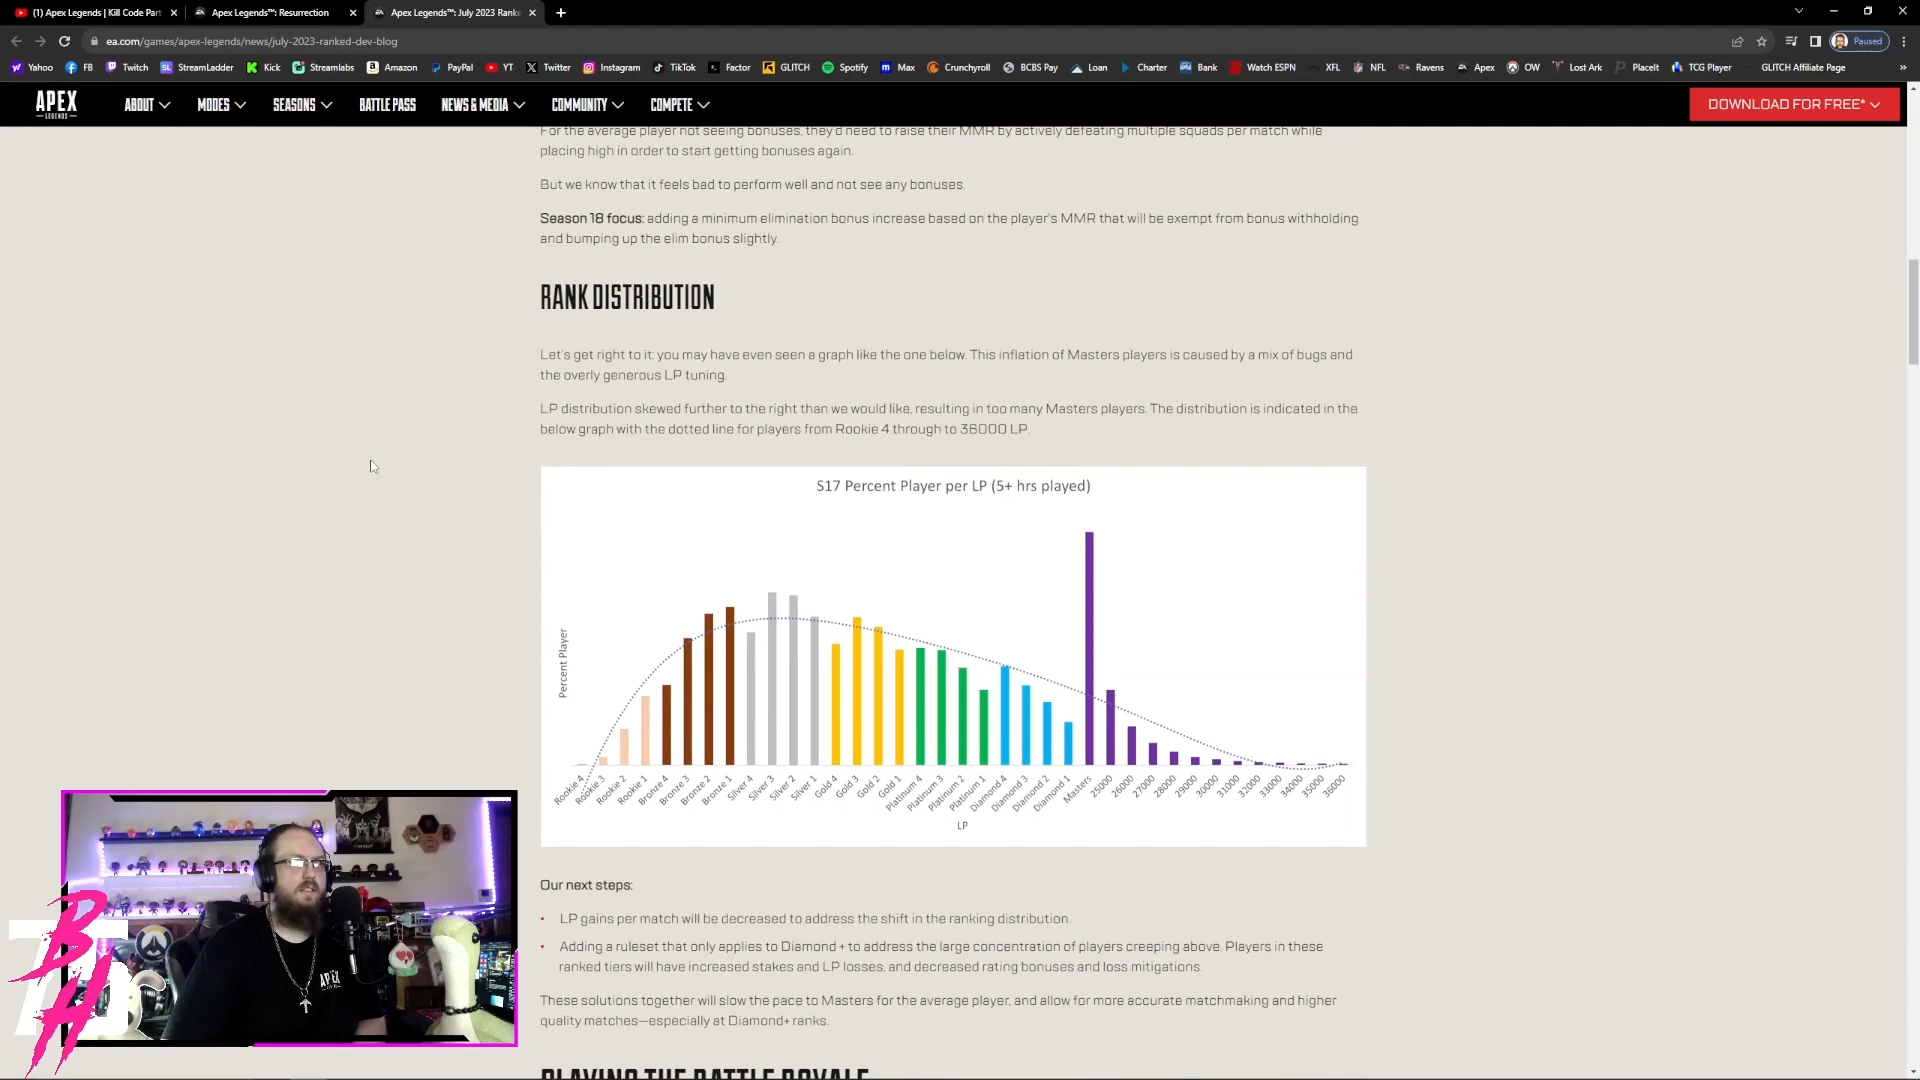 (1) Apex Legends | Kill Code Part
Apex Legends™: Resurrection
Apex Legends™: July 2023 Ranke
ea.com/games/apex-legends/news/july-2023-ranked-dev-blog
Paused
Yahoo FB Twitch StreamLadder Kick Streamlabs Amazon PayPal YT Twitter Instagram TikTok Factor GLITCH Spotify Max Crunchyroll BCBS Pay Loan Charter Bank Watch ESPN XFL NFL Ravens Apex OW Lost Ark PlaceIt TCG Player GLITCH Affiliate Page »
APEX
LEGENDS
ABOUT MODES SEASONS BATTLE PASS NEWS & MEDIA COMMUNITY COMPETE
DOWNLOAD FOR FREE*
For the average player not seeing bonuses, they'd need to raise their MMR by actively defeating multiple squads per match while
placing high in order to start getting bonuses again.
But we know that it feels bad to perform well and not see any bonuses.
Season 18 focus: adding a minimum elimination bonus increase based on the player's MMR that will be exempt from bonus withholding
and bumping up the elim bonus slightly.
RANK DISTRIBUTION
Let's get right to it: you may have even seen a graph like the one below. This inflation of Masters players is caused by a mix of bugs and
the overly generous LP tuning.
LP distribution skewed further to the right than we would like, resulting in too many Masters players. The distribution is indicated in the
below graph with the dotted line for players from Rookie 4 through to 36000 LP.
S17 Percent Player per LP (5+ hrs played)
Percent Player
Rookie 4 Rookie 3 Rookie 2 Rookie 1 Bronze 4 Bronze 3 Bronze 2 Bronze 1 Silver 4 Silver 3 Silver 2 Silver 1 Gold 4 Gold 3 Gold 2 Gold 1 Platinum 4 Platinum 3 Platinum 2 Platinum 1 Diamond 4 Diamond 3 Diamond 2 Diamond 1 Masters 25000 26000 27000 28000 29000 30000 31000 32000 33000 34000 35000 36000
LP
Our next steps:
• LP gains per match will be decreased to address the shift in the ranking distribution.
• Adding a ruleset that only applies to Diamond + to address the large concentration of players creeping above. Players in these
ranked tiers will have increased stakes and LP losses, and decreased rating bonuses and loss mitigations.
These solutions together will slow the pace to Masters for the average player, and allow for more accurate matchmaking and higher
quality matches—especially at Diamond+ ranks.
PLAYING THE BATTLE ROYALE
APEX